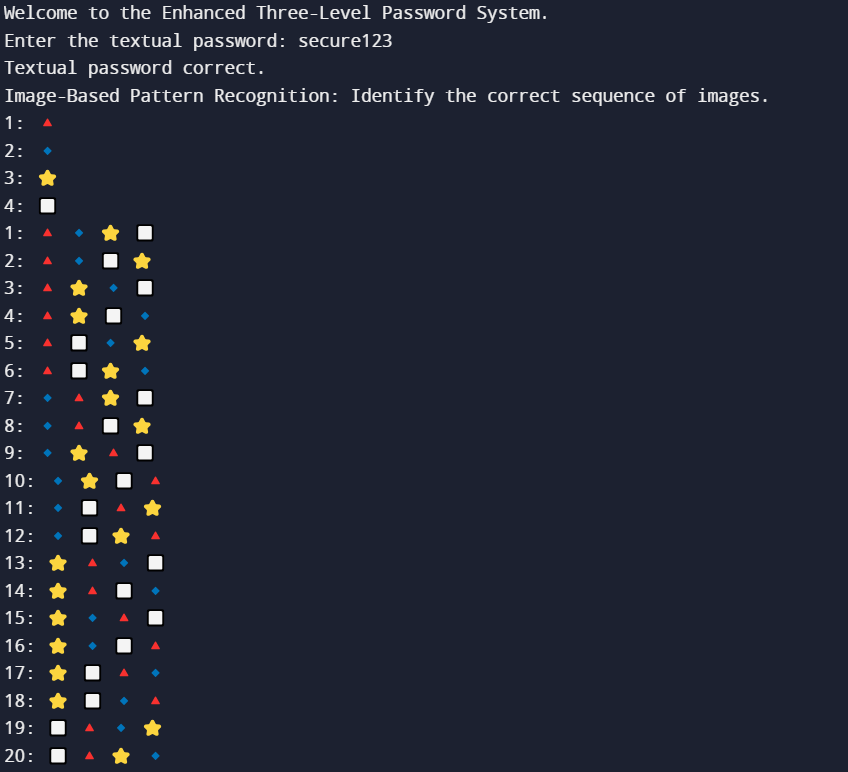 Welcome to the Enhanced Three-Level Password System.
Enter the textual password: secure123
Textual password correct.
Image-Based Pattern Recognition: Identify the correct sequence of images.
1: 🔺
2: 🔹
3: ⭐
4: ⬜
1: 🔺 🔹 ⭐ ⬜
2: 🔺 🔹 ⬜ ⭐
3: 🔺 ⭐ 🔹 ⬜
4: 🔺 ⭐ ⬜ 🔹
5: 🔺 ⬜ 🔹 ⭐
6: 🔺 ⬜ ⭐ 🔹
7: 🔹 🔺 ⭐ ⬜
8: 🔹 🔺 ⬜ ⭐
9: 🔹 ⭐ 🔺 ⬜
10: 🔹 ⭐ ⬜ 🔺
11: 🔹 ⬜ 🔺 ⭐
12: 🔹 ⬜ ⭐ 🔺
13: ⭐ 🔺 🔹 ⬜
14: ⭐ 🔺 ⬜ 🔹
15: ⭐ 🔹 🔺 ⬜
16: ⭐ 🔹 ⬜ 🔺
17: ⭐ ⬜ 🔺 🔹
18: ⭐ ⬜ 🔹 🔺
19: ⬜ 🔺 🔹 ⭐
20: ⬜ 🔺 ⭐ 🔹